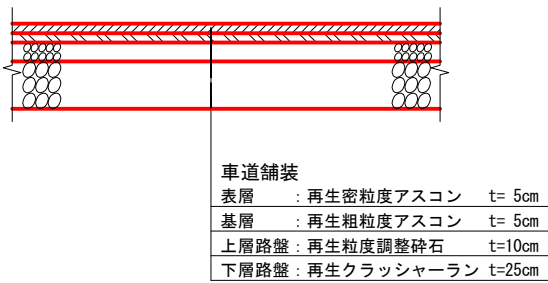 車道舗装
表層　　：再生密粒度アスコン　t= 5cm
基層　　：再生粗粒度アスコン　t= 5cm
上層路盤：再生粒度調整砕石　　t=10cm
下層路盤：再生クラッシャーラン t=25cm